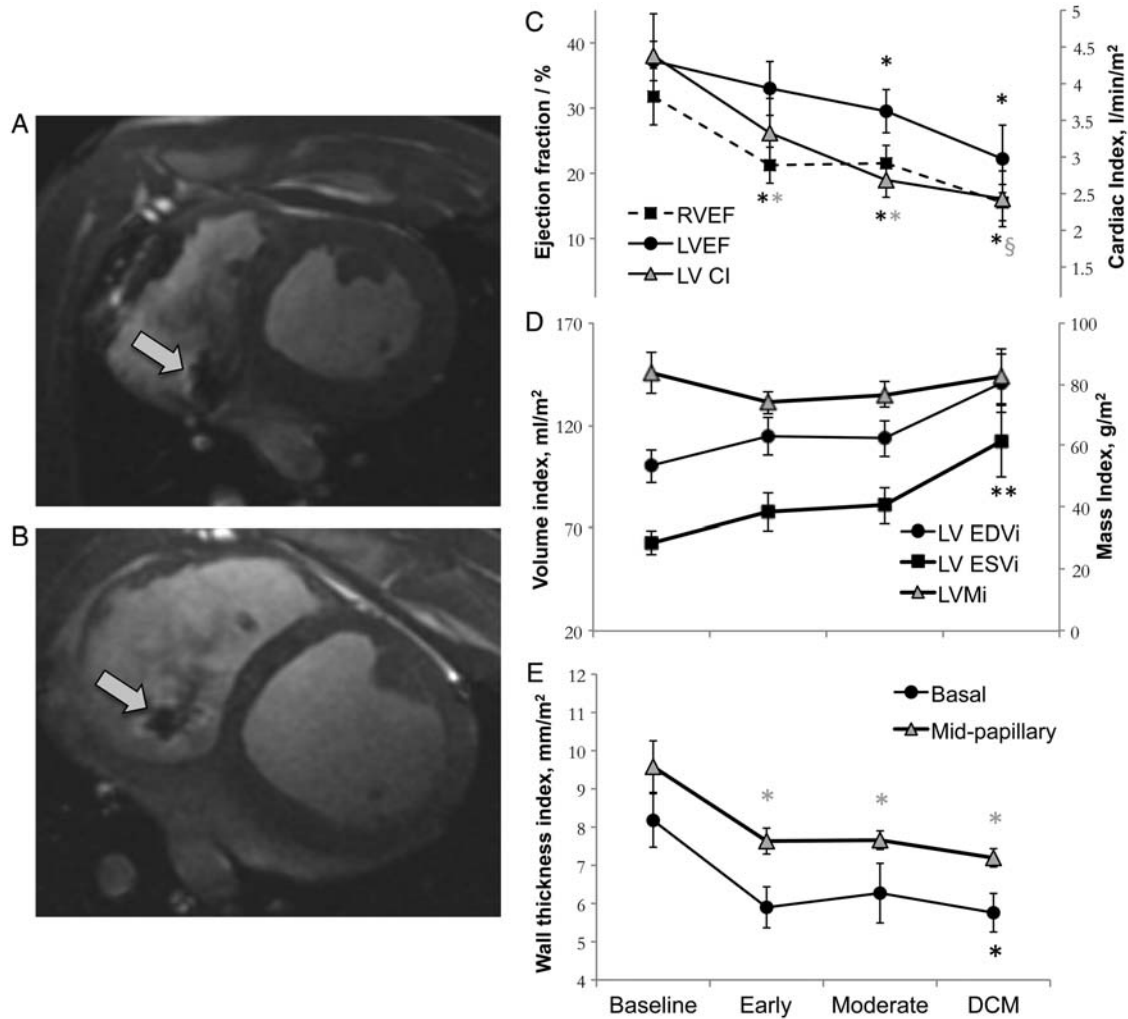 A
B
C
Ejection fraction / %
40
30
20
10
5
4.5
4
3.5
3
2.5
2
1.5
Cardiac Index, l/min/m²
*
*
**
**
*§
RVEF
LVEF
LV CI
D
Volume index, ml/m²
170
120
70
20
100
80
60
40
20
0
Mass Index, g/m²
**
LV EDVi
LV ESVi
LVMi
E
Wall thickness index, mm/m²
12
11
10
9
8
7
6
5
4
Basal
Mid-papillary
*
*
*
*
Baseline Early Moderate DCM